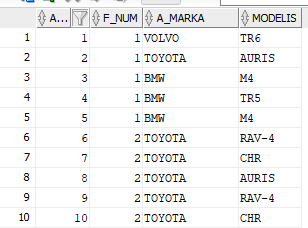 A... F_NUM A_MARKA MODELIS
1 1 1 VOLVO TR6
2 2 1 TOYOTA AURIS
3 3 1 BMW M4
4 4 1 BMW TR5
5 5 1 BMW M4
6 6 2 TOYOTA RAV-4
7 7 2 TOYOTA CHR
8 8 2 TOYOTA AURIS
9 9 2 TOYOTA RAV-4
10 10 2 TOYOTA CHR